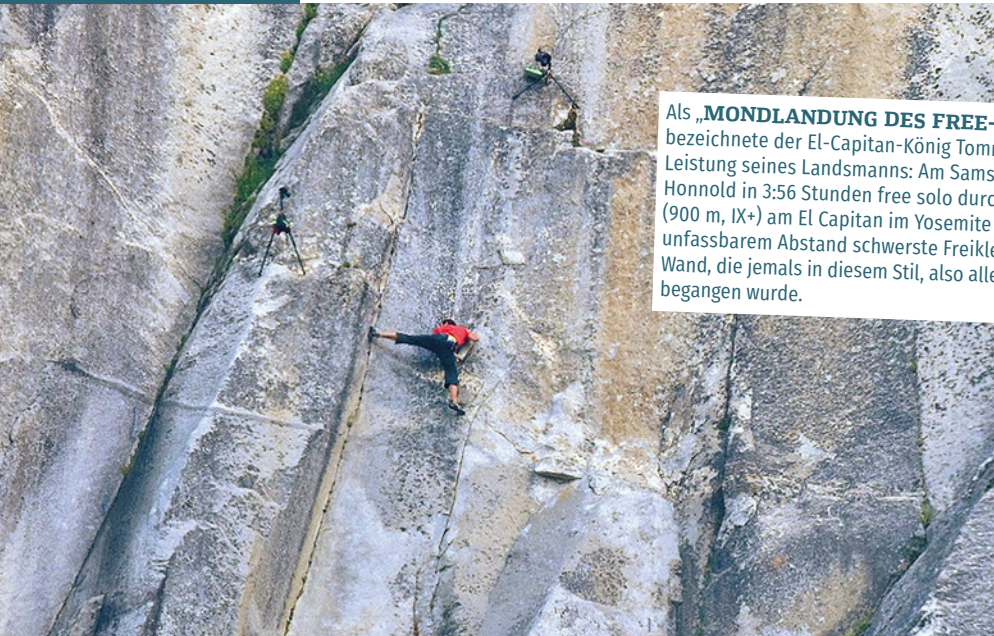 Als „MONDLANDUNG DES FREE-
bezeichnete der El-Capitan-König
Leistung seines Landsmanns: Am
Honnold in 3:56 Stunden free solo
(900 m, IX+) am El Capitan im Yosemite
unfassbarem Abstand schwerste
Wand, die jemals in diesem Stil, also
begangen wurde.